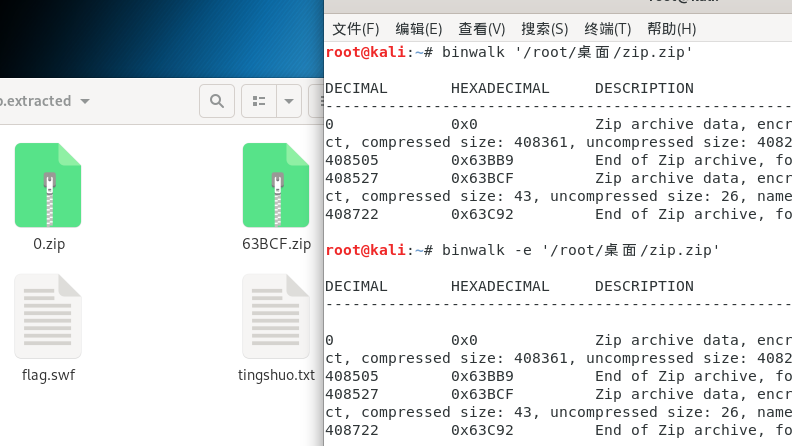 .extracted
0.zip
63BCF.zip
flag.swf
tingshuo.txt
文件(F) 编辑(E) 查看(V) 搜索(S) 终端(T) 帮助(H)
root@kali:~# binwalk '/root/桌面/zip.zip'
DECIMAL HEXADECIMAL DESCRIPTION
--------------------------------------------------------------------------------
0 0x0 Zip archive data, encr
ct, compressed size: 408361, uncompressed size: 4082
408505 0x63BB9 End of Zip archive, fo
408527 0x63BCF Zip archive data, encr
ct, compressed size: 43, uncompressed size: 26, name
408722 0x63C92 End of Zip archive, fo
root@kali:~# binwalk -e '/root/桌面/zip.zip'
DECIMAL HEXADECIMAL DESCRIPTION
--------------------------------------------------------------------------------
0 0x0 Zip archive data, encr
ct, compressed size: 408361, uncompressed size: 4082
408505 0x63BB9 End of Zip archive, fo
408527 0x63BCF Zip archive data, encr
ct, compressed size: 43, uncompressed size: 26, name
408722 0x63C92 End of Zip archive, fo